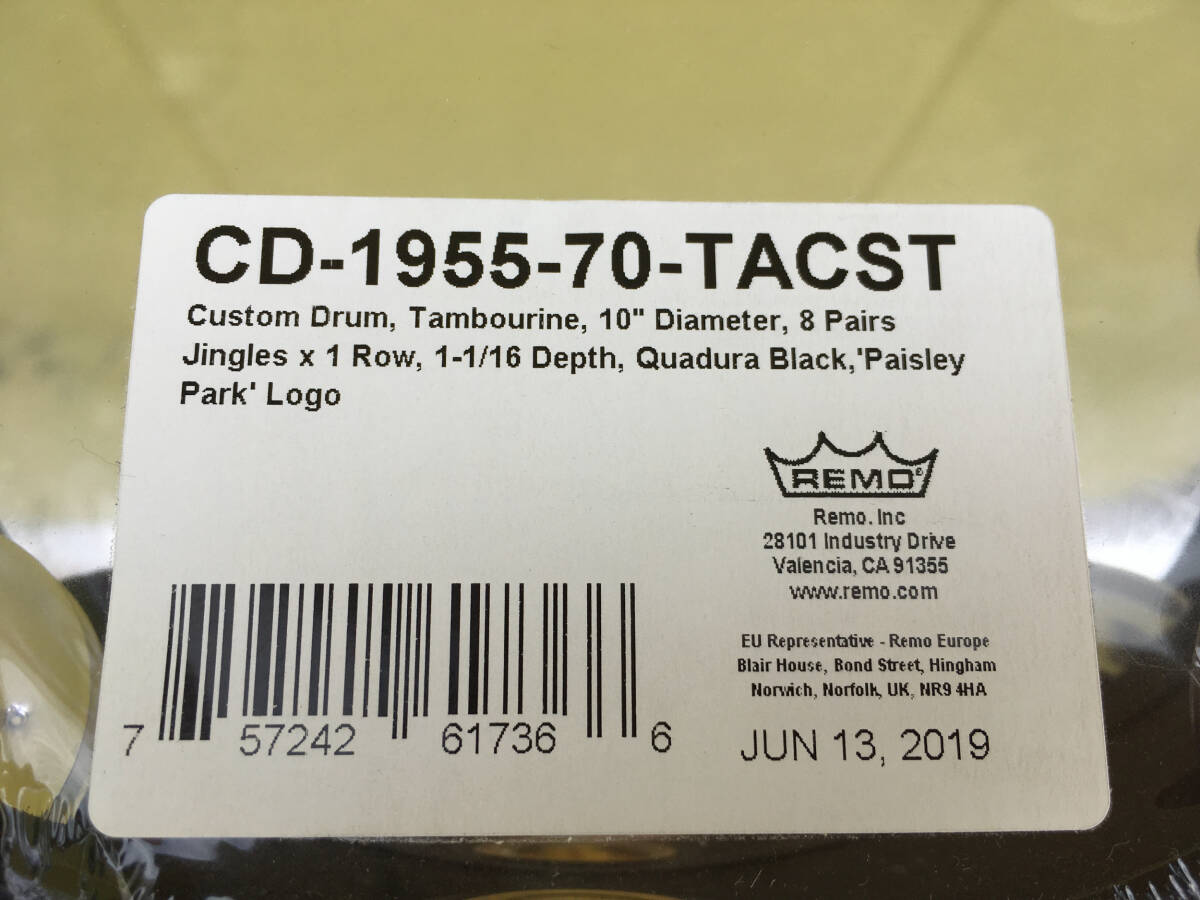 CD-1955-70-TACST
Custom Drum, Tambourine, 10" Diameter, 8 Pairs
Jingles x 1 Row, 1-1/16 Depth, Quadura Black,'Paisley
Park' Logo
REMO®
Remo. Inc
28101 Industry Drive
Valencia, CA 91355
www.remo.com
EU Representative - Remo Europe
Blair House, Bond Street, Hingham
Norwich, Norfolk, UK, NR9 4HA
7 57242 61736 6
JUN 13, 2019